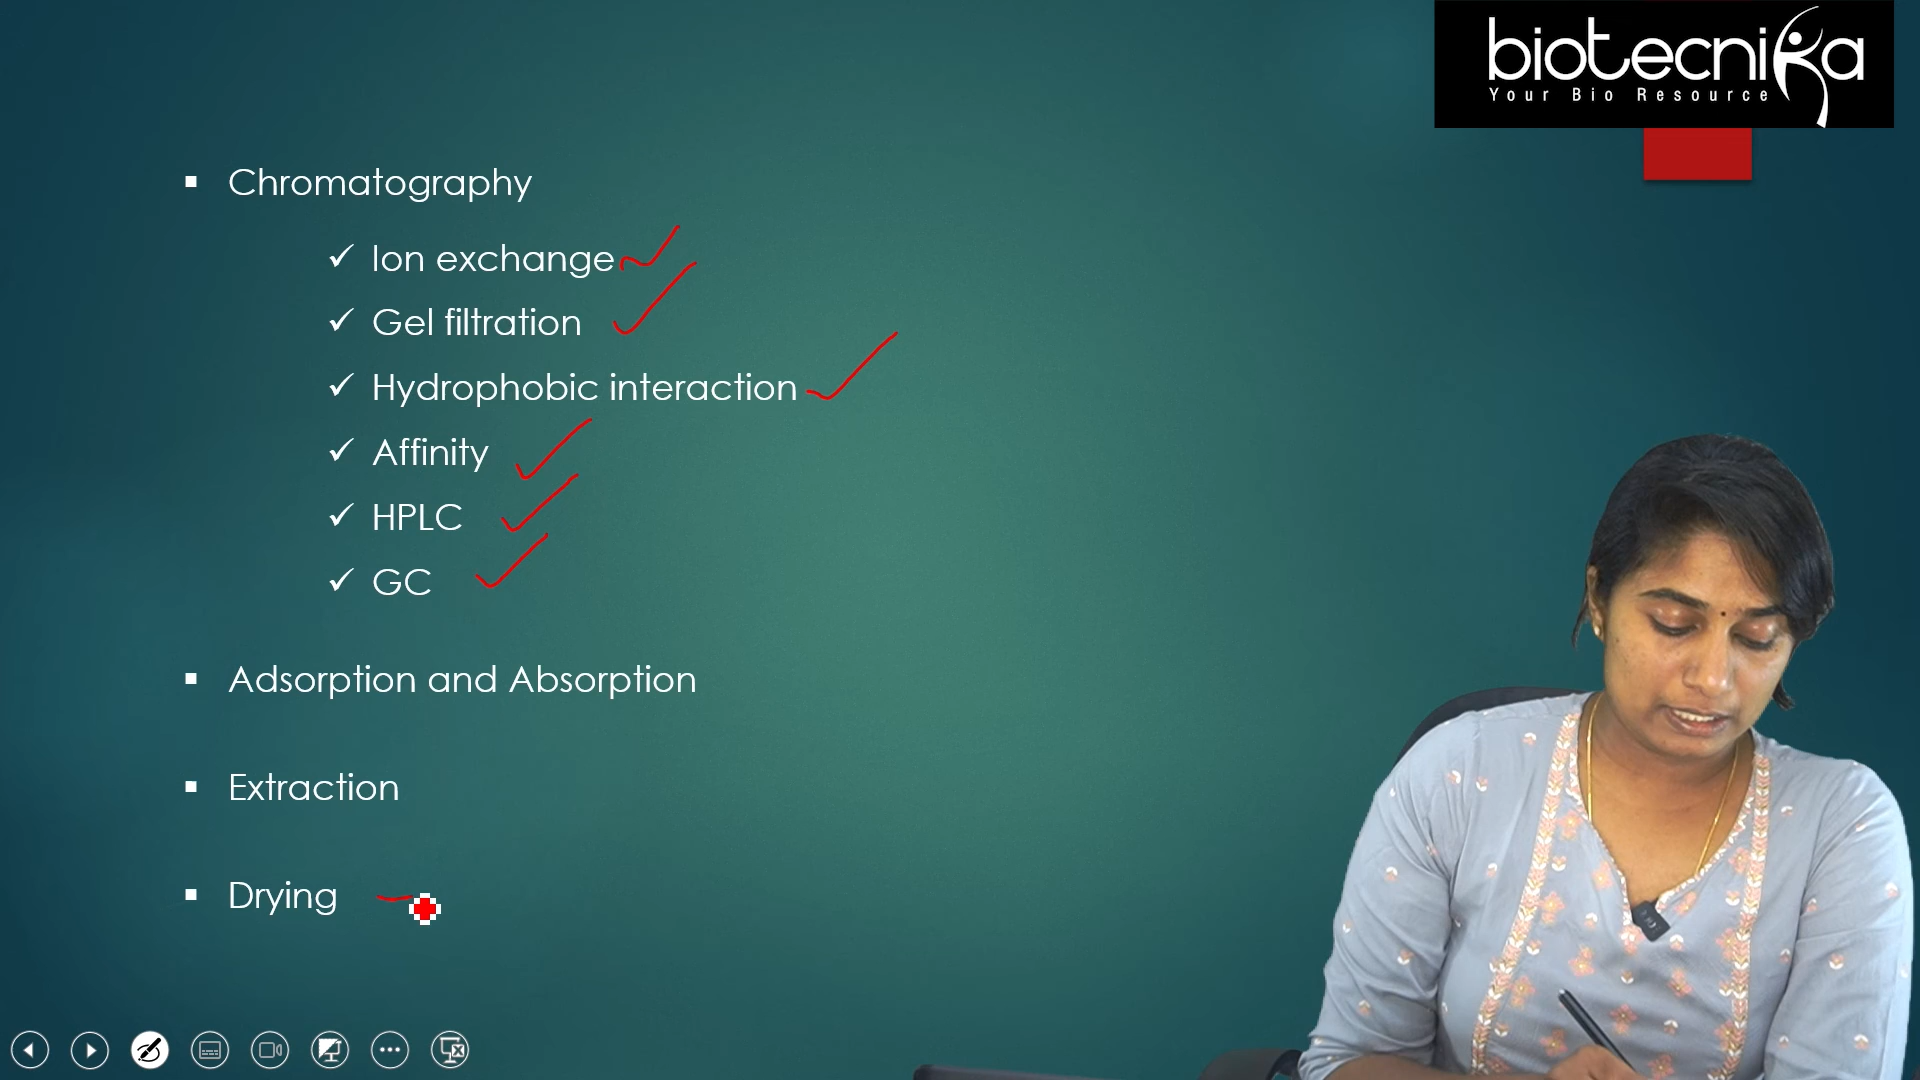 biotecnika
Your Bio Resource
Chromatography
Ion exchange
Gel filtration
Hydrophobic interaction
Affinity
HPLC
GC
Adsorption and Absorption
Extraction
Drying